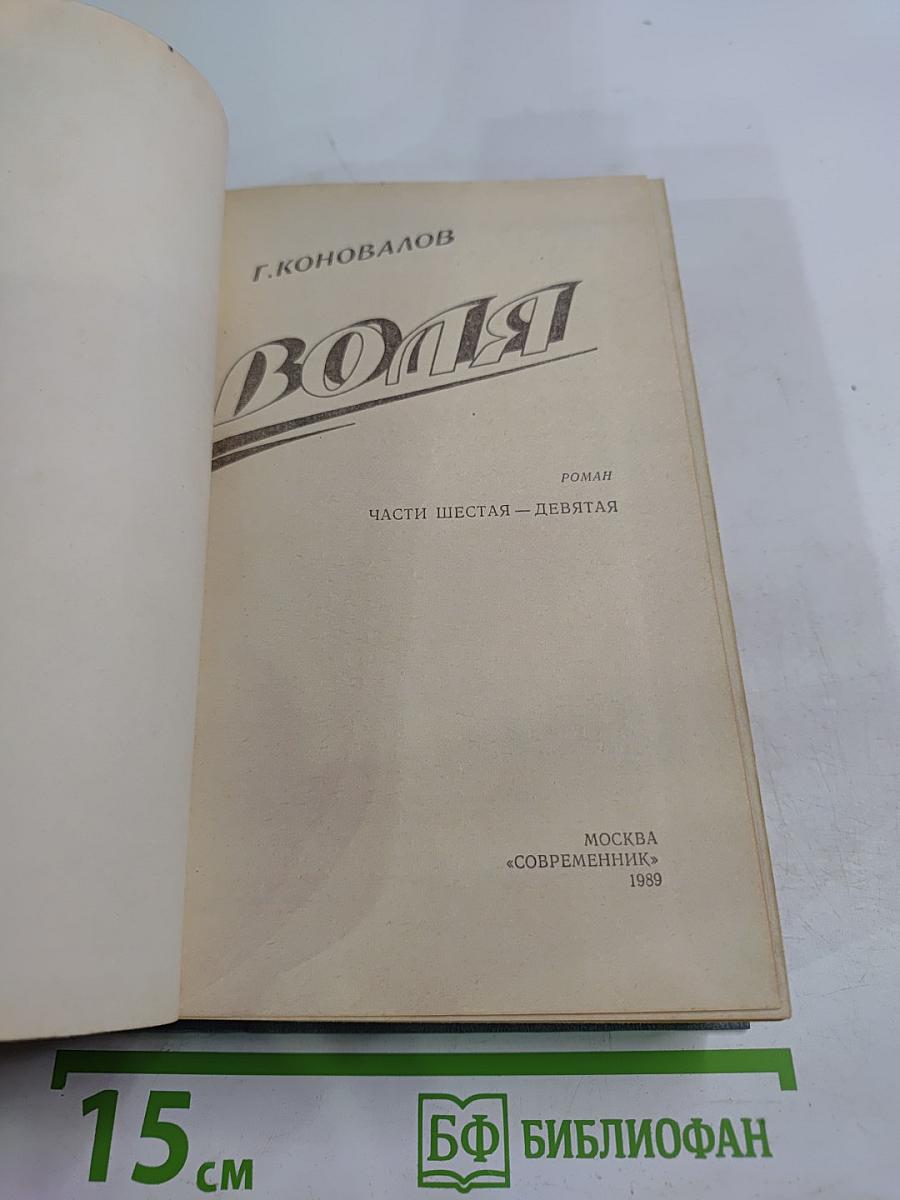 Г.КОНОВАЛОВ
ВОЛЯ
РОМАН
ЧАСТИ ШЕСТАЯ — ДЕВЯТАЯ
МОСКВА
«СОВРЕМЕННИК»
1989
15 см
БФ БИБЛИОФАН